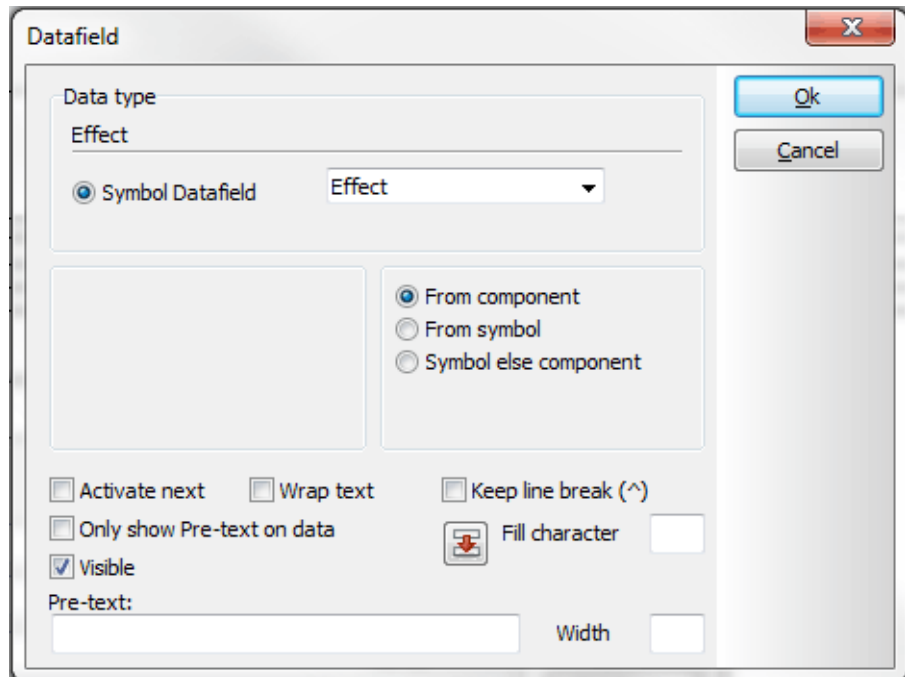 Datafield
Data type
Effect
Symbol Datafield
Effect
Ok
Cancel
From component
From symbol
Symbol else component
Activate next
Wrap text
Keep line break (^)
Only show Pre-text on data
Fill character
Visible
Pre-text:
Width